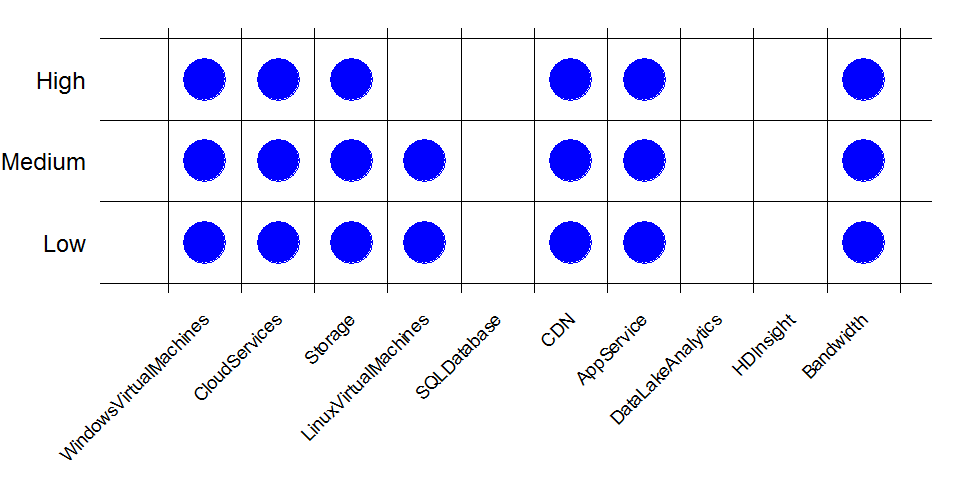 High
Medium
Low
WindowsVirtualMachines
CloudServices
Storage
LinuxVirtualMachines
SQLDatabase
CDN
AppService
DataLakeAnalytics
HDInsight
Bandwidth